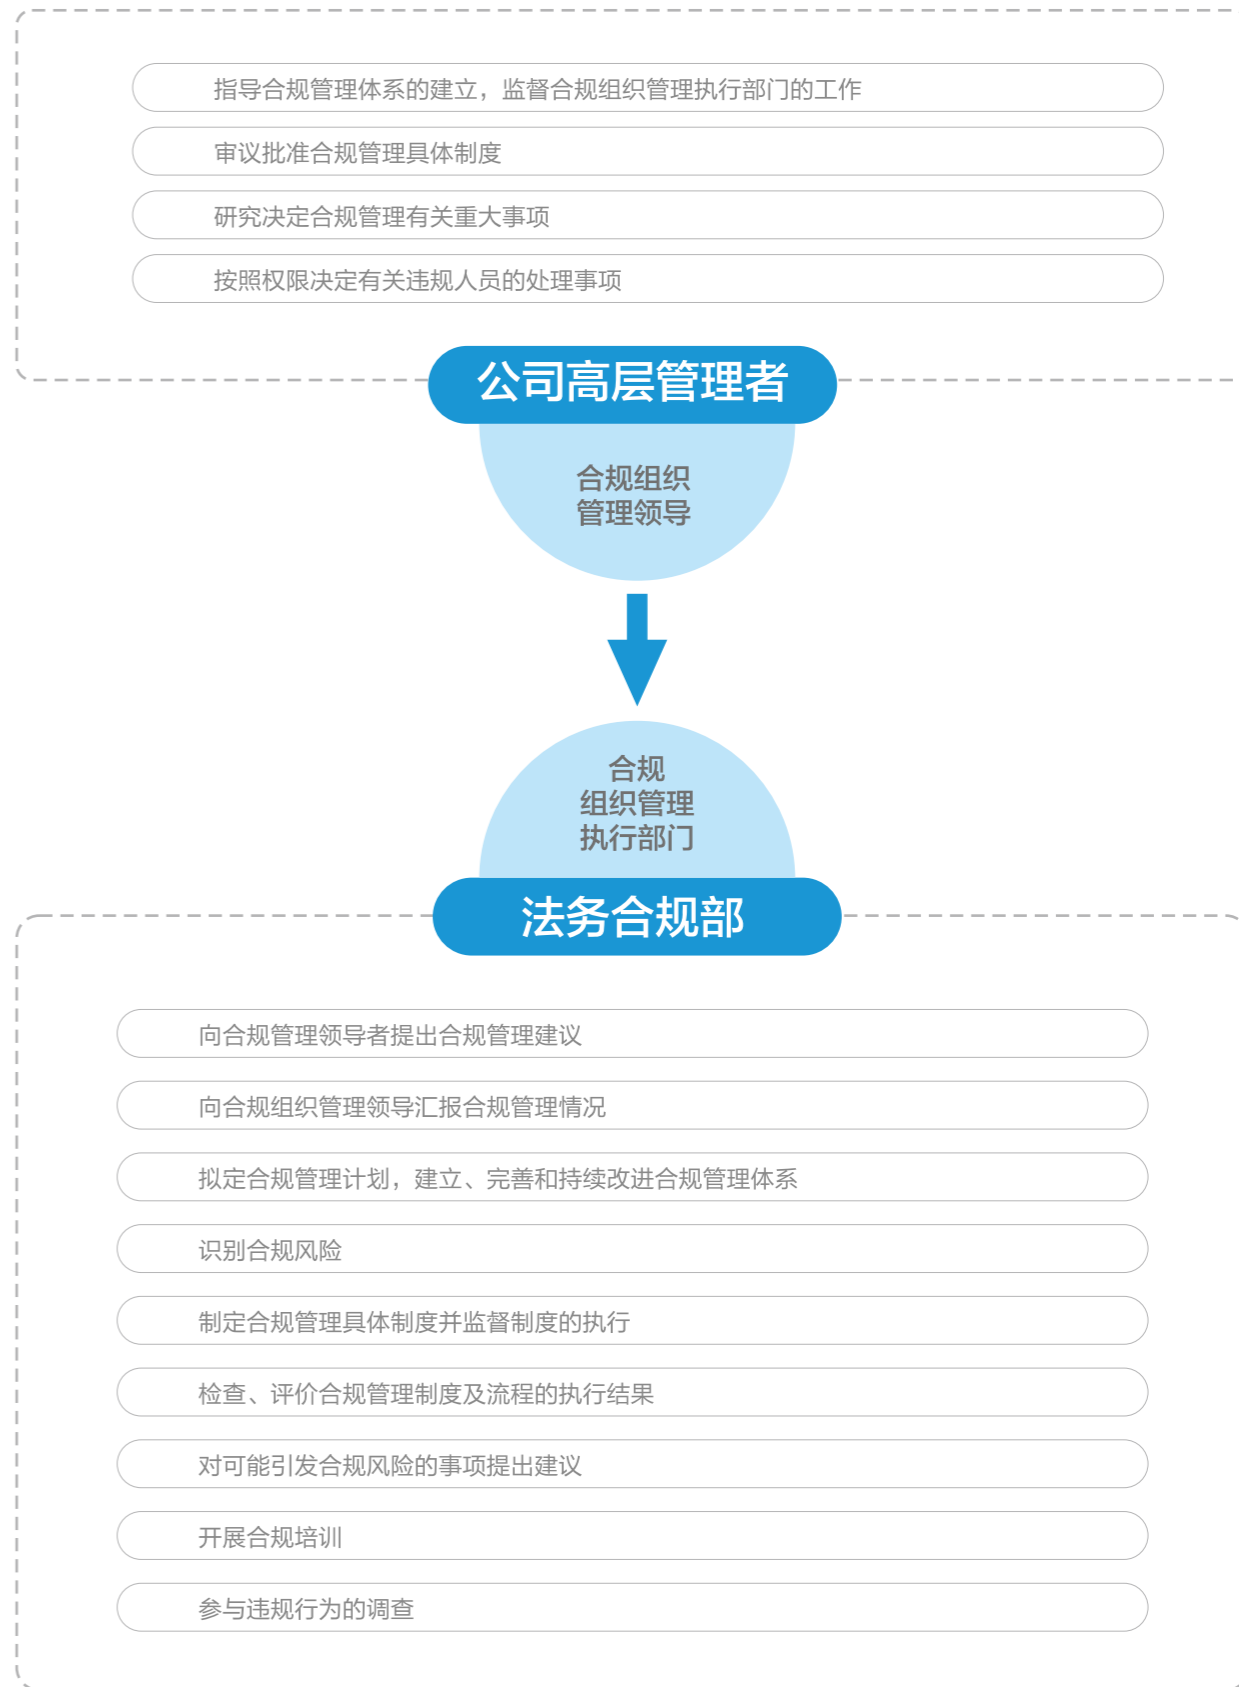 指导合规管理体系的建立，监督合规组织管理执行部门的工作
审议批准合规管理具体制度
研究决定合规管理有关重大事项
按照权限决定有关违规人员的处理事项
公司高层管理者
合规组织
管理领导
合规
组织管理
执行部门
法务合规部
向合规管理领导者提出合规管理建议
向合规组织管理领导汇报合规管理情况
拟定合规管理计划，建立、完善和持续改进合规管理体系
识别合规风险
制定合规管理具体制度并监督制度的执行
检查、评价合规管理制度及流程的执行结果
对可能引发合规风险的事项提出建议
开展合规培训
参与违规行为的调查